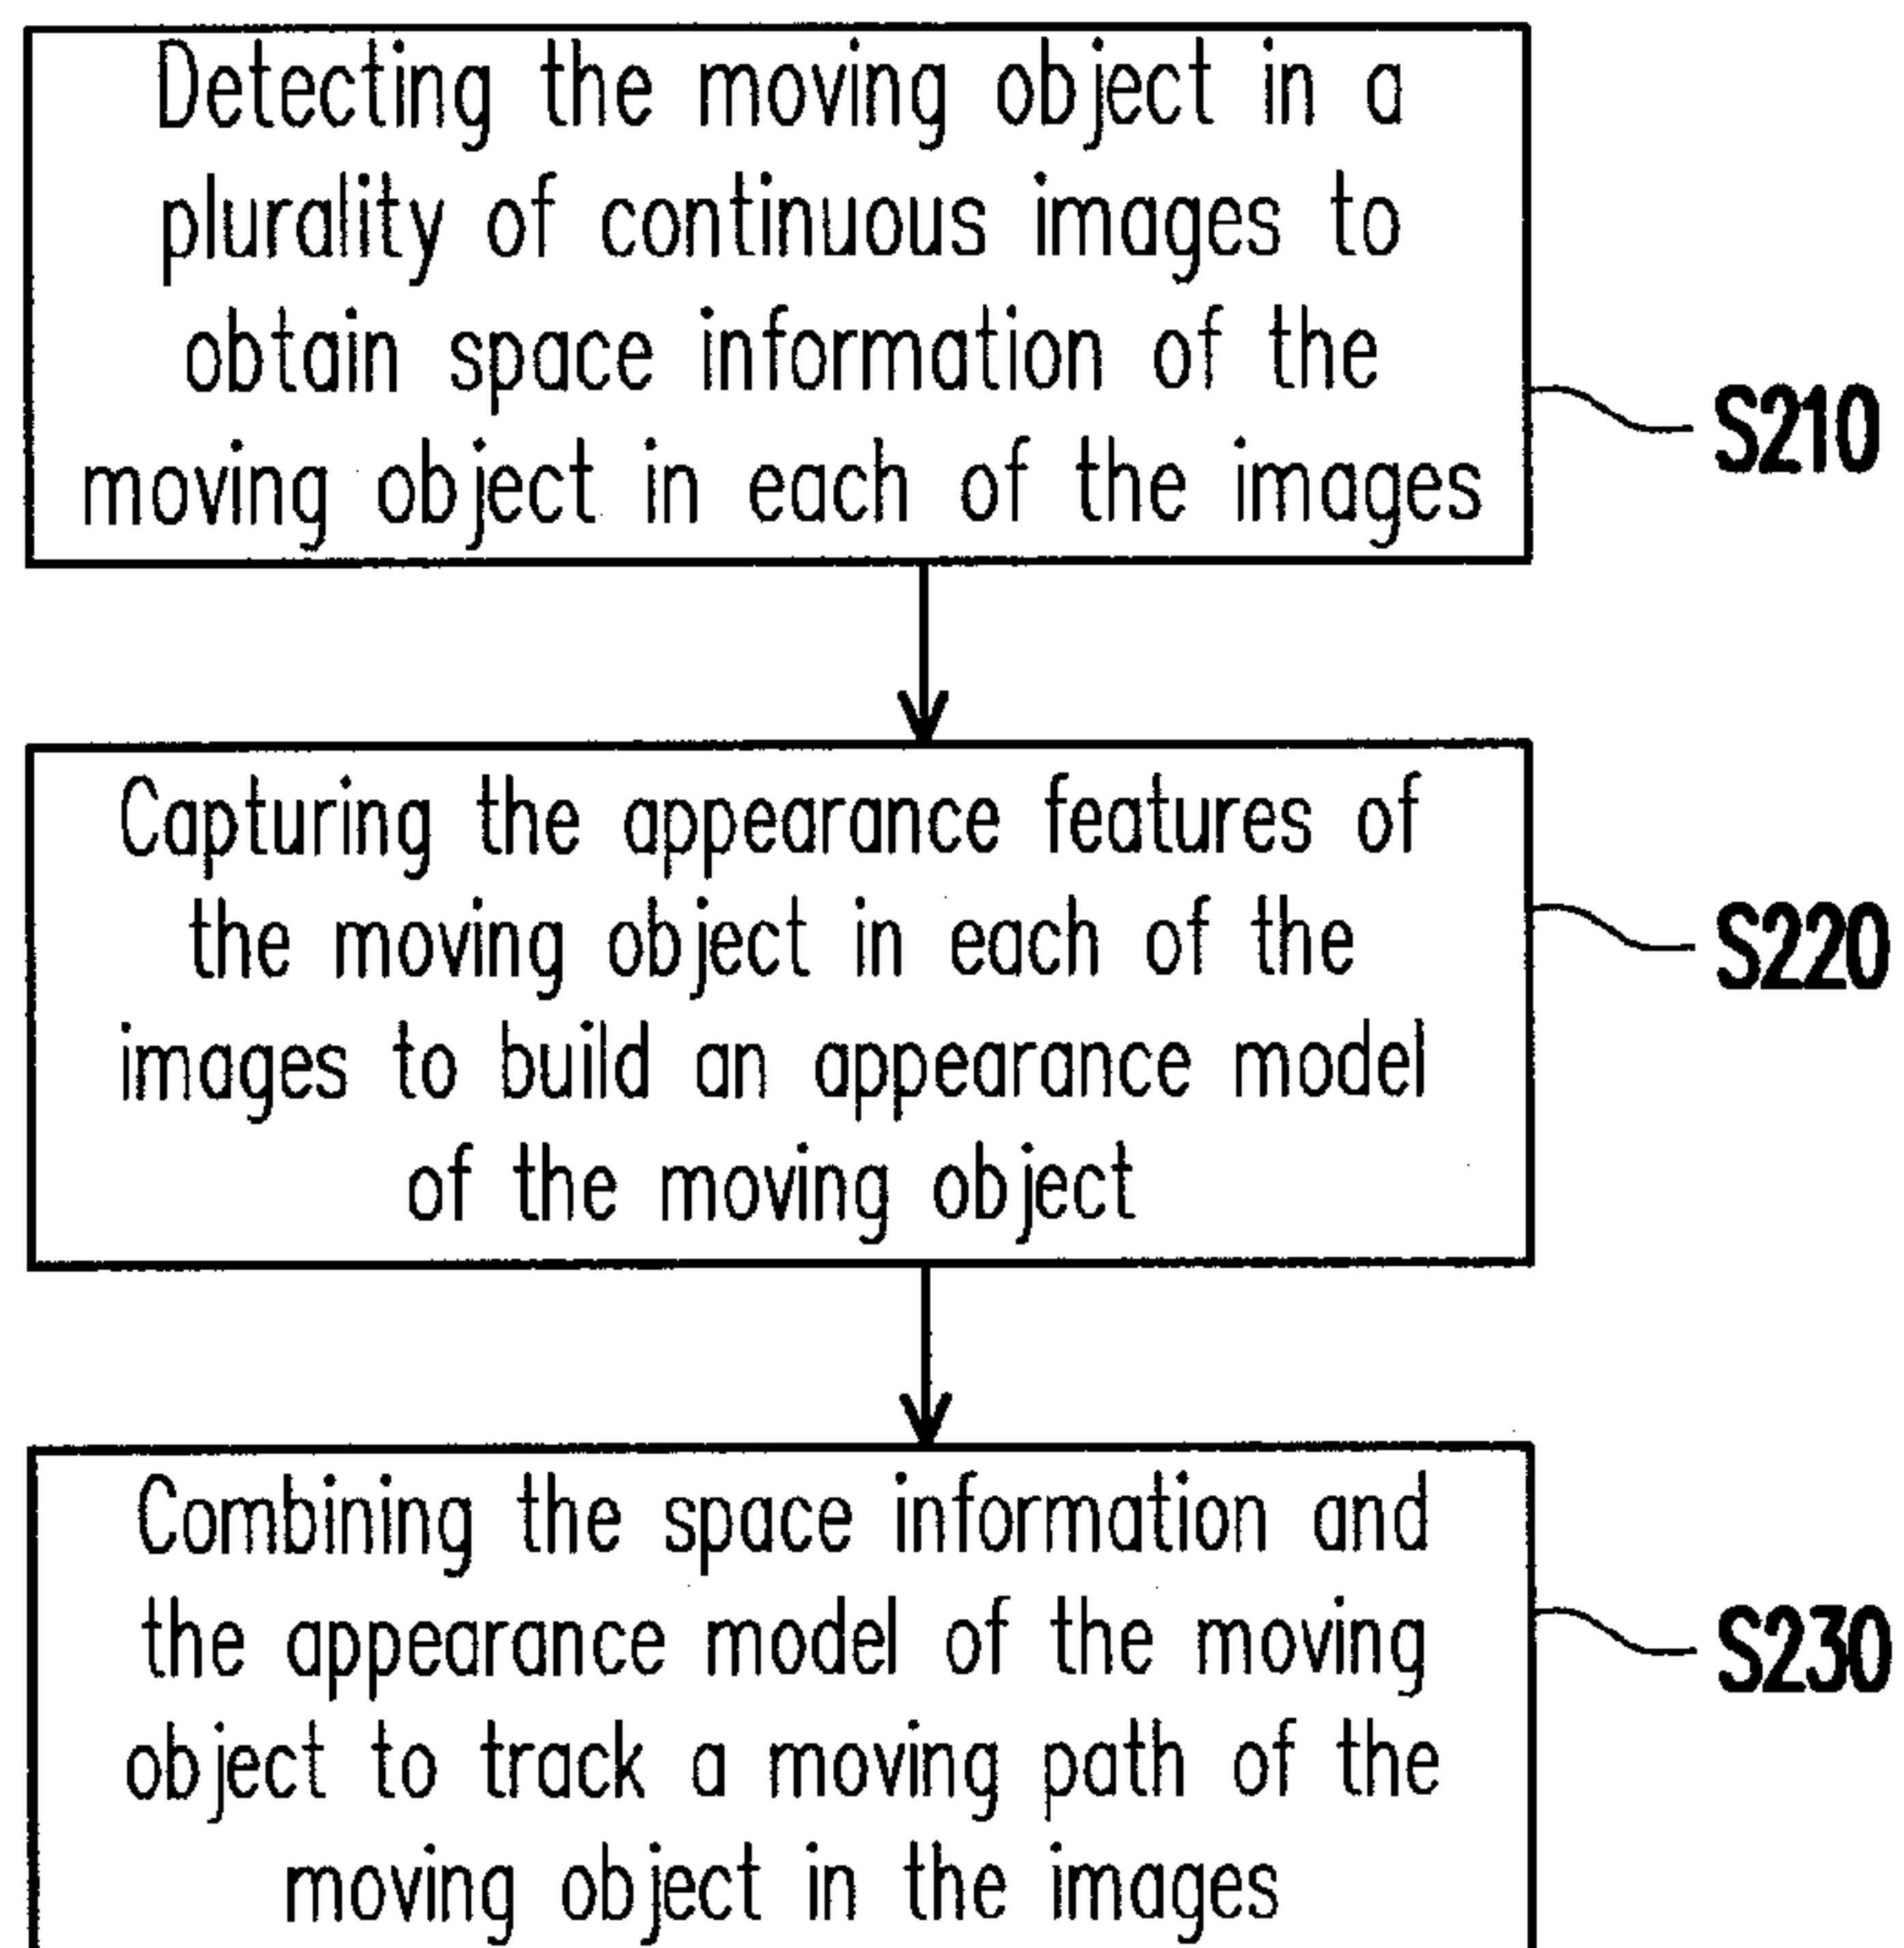 Detecting the moving object in a
plurality of continuous images to
obtain space information of the
moving object in each of the images
S210
Capturing the appearance features of
the moving object in each of the
images to build an appearance model
of the moving object
S220
Combining the space information and
the appearance model of the moving
object to track a moving path of the
moving object in the images
S230